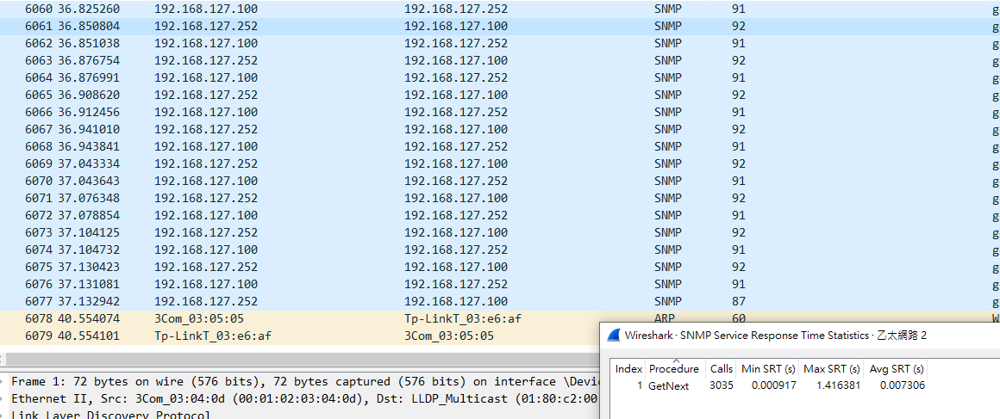 6060 36.825260 192.168.127.100 192.168.127.252 SNMP 91 g
6061 36.850804 192.168.127.252 192.168.127.100 SNMP 92 g
6062 36.851038 192.168.127.100 192.168.127.252 SNMP 91 g
6063 36.876754 192.168.127.252 192.168.127.100 SNMP 92 g
6064 36.876991 192.168.127.100 192.168.127.252 SNMP 91 g
6065 36.908620 192.168.127.252 192.168.127.100 SNMP 92 g
6066 36.912456 192.168.127.100 192.168.127.252 SNMP 91 g
6067 36.941010 192.168.127.252 192.168.127.100 SNMP 92 g
6068 36.943841 192.168.127.100 192.168.127.252 SNMP 91 g
6069 37.043334 192.168.127.252 192.168.127.100 SNMP 92 g
6070 37.043643 192.168.127.100 192.168.127.252 SNMP 91 g
6071 37.076348 192.168.127.252 192.168.127.100 SNMP 92 g
6072 37.078854 192.168.127.100 192.168.127.252 SNMP 91 g
6073 37.104125 192.168.127.252 192.168.127.100 SNMP 92 g
6074 37.104732 192.168.127.100 192.168.127.252 SNMP 91 g
6075 37.130423 192.168.127.252 192.168.127.100 SNMP 92 g
6076 37.131081 192.168.127.100 192.168.127.252 SNMP 91 g
6077 37.132942 192.168.127.252 192.168.127.100 SNMP 87 g
6078 40.554074 3Com_03:05:05 Tp-LinkT_03:e6:af ARP 60 W
6079 40.554101 Tp-LinkT_03:e6:af 3Com_03:05:05
Wireshark · SNMP Service Response Time Statistics · 乙太網路 2
Index Procedure Calls Min SRT (s) Max SRT (s) Avg SRT (s)
1 GetNext 3035 0.000917 1.416381 0.007306
Frame 1: 72 bytes on wire (576 bits), 72 bytes captured (576 bits) on interface \Devic
Ethernet II, Src: 3Com_03:04:0d (00:01:02:03:04:0d), Dst: LLDP_Multicast (01:80:c2:00
Link Layer Discovery Protocol